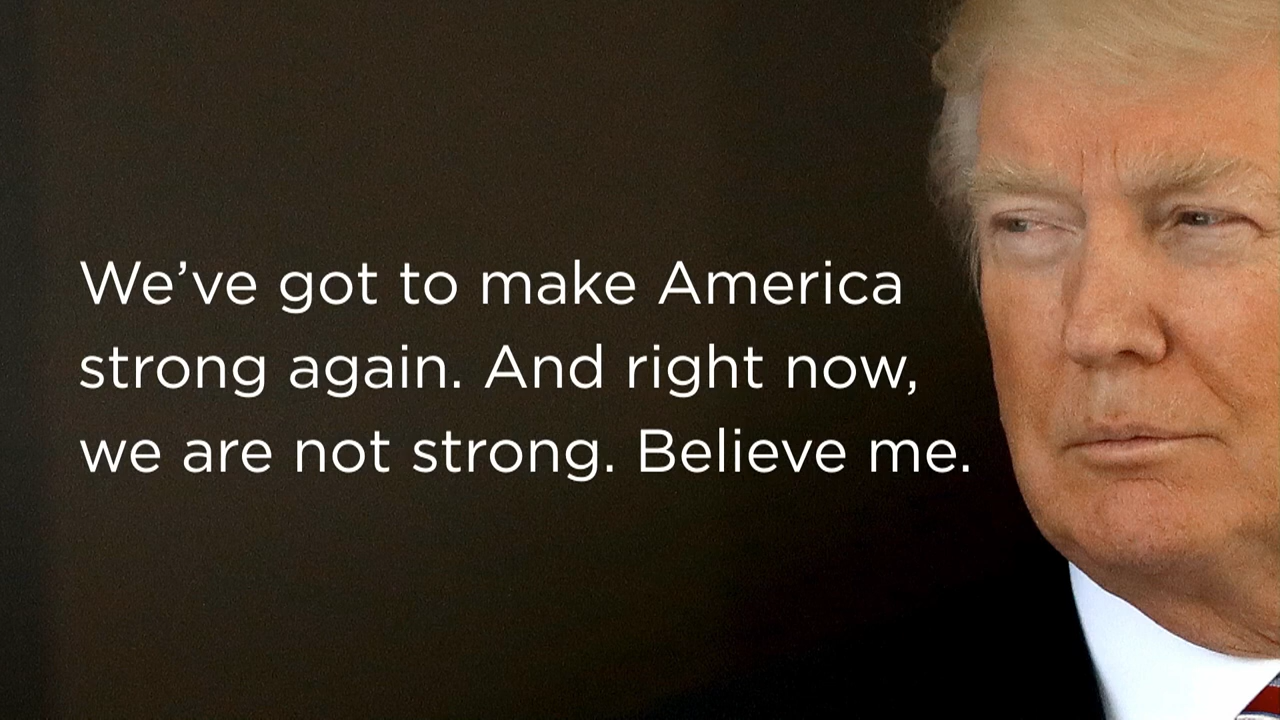 We’ve got to make America
strong again. And right now,
we are not strong. Believe me.